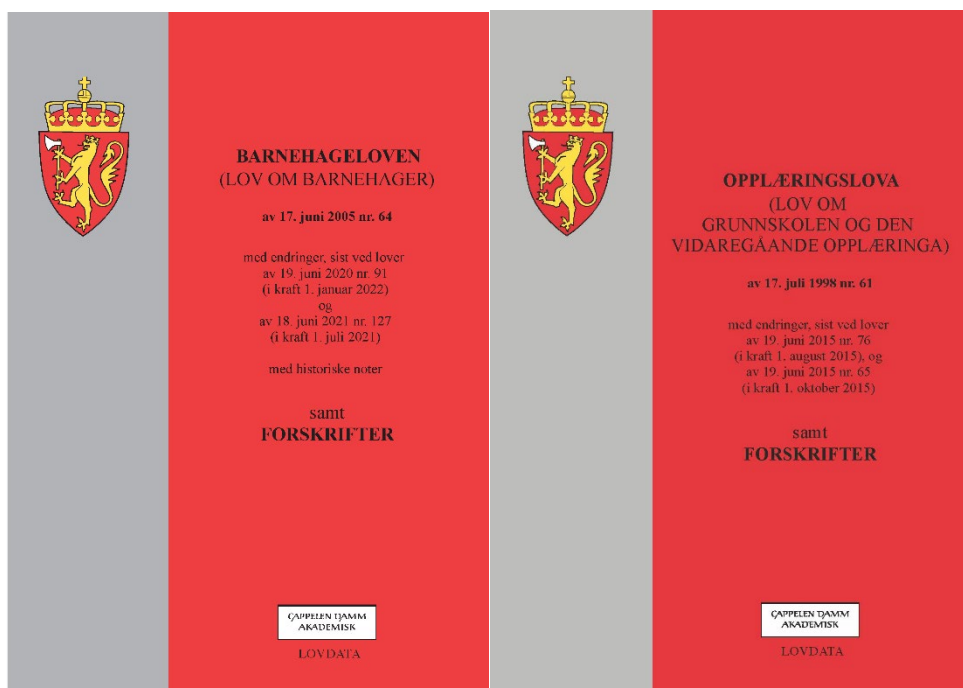 BARNEHAGELOVEN
(LOV OM BARNEHAGER)
av 17. juni 2005 nr. 64
med endringer, sist ved lover
av 19. juni 2020 nr. 91
(i kraft 1. januar 2022)
og
av 18. juni 2021 nr. 127
(i kraft 1. juli 2021)
med historiske noter
samt
FORSKRIFTER
CAPPELEN DAMM
AKADEMISK
LOVDATA
OPPLÆRINGSLOVA
(LOV OM
GRUNNSKOLEN OG DEN
VIDAREGÅANDE OPPLÆRINGA)
av 17. juli 1998 nr. 61
med endringer, sist ved lover
av 19. juni 2015 nr. 76
(i kraft 1. august 2015), og
av 19. juni 2015 nr. 65
(i kraft 1. oktober 2015)
samt
FORSKRIFTER
CAPPELEN DAMM
AKADEMISK
LOVDATA